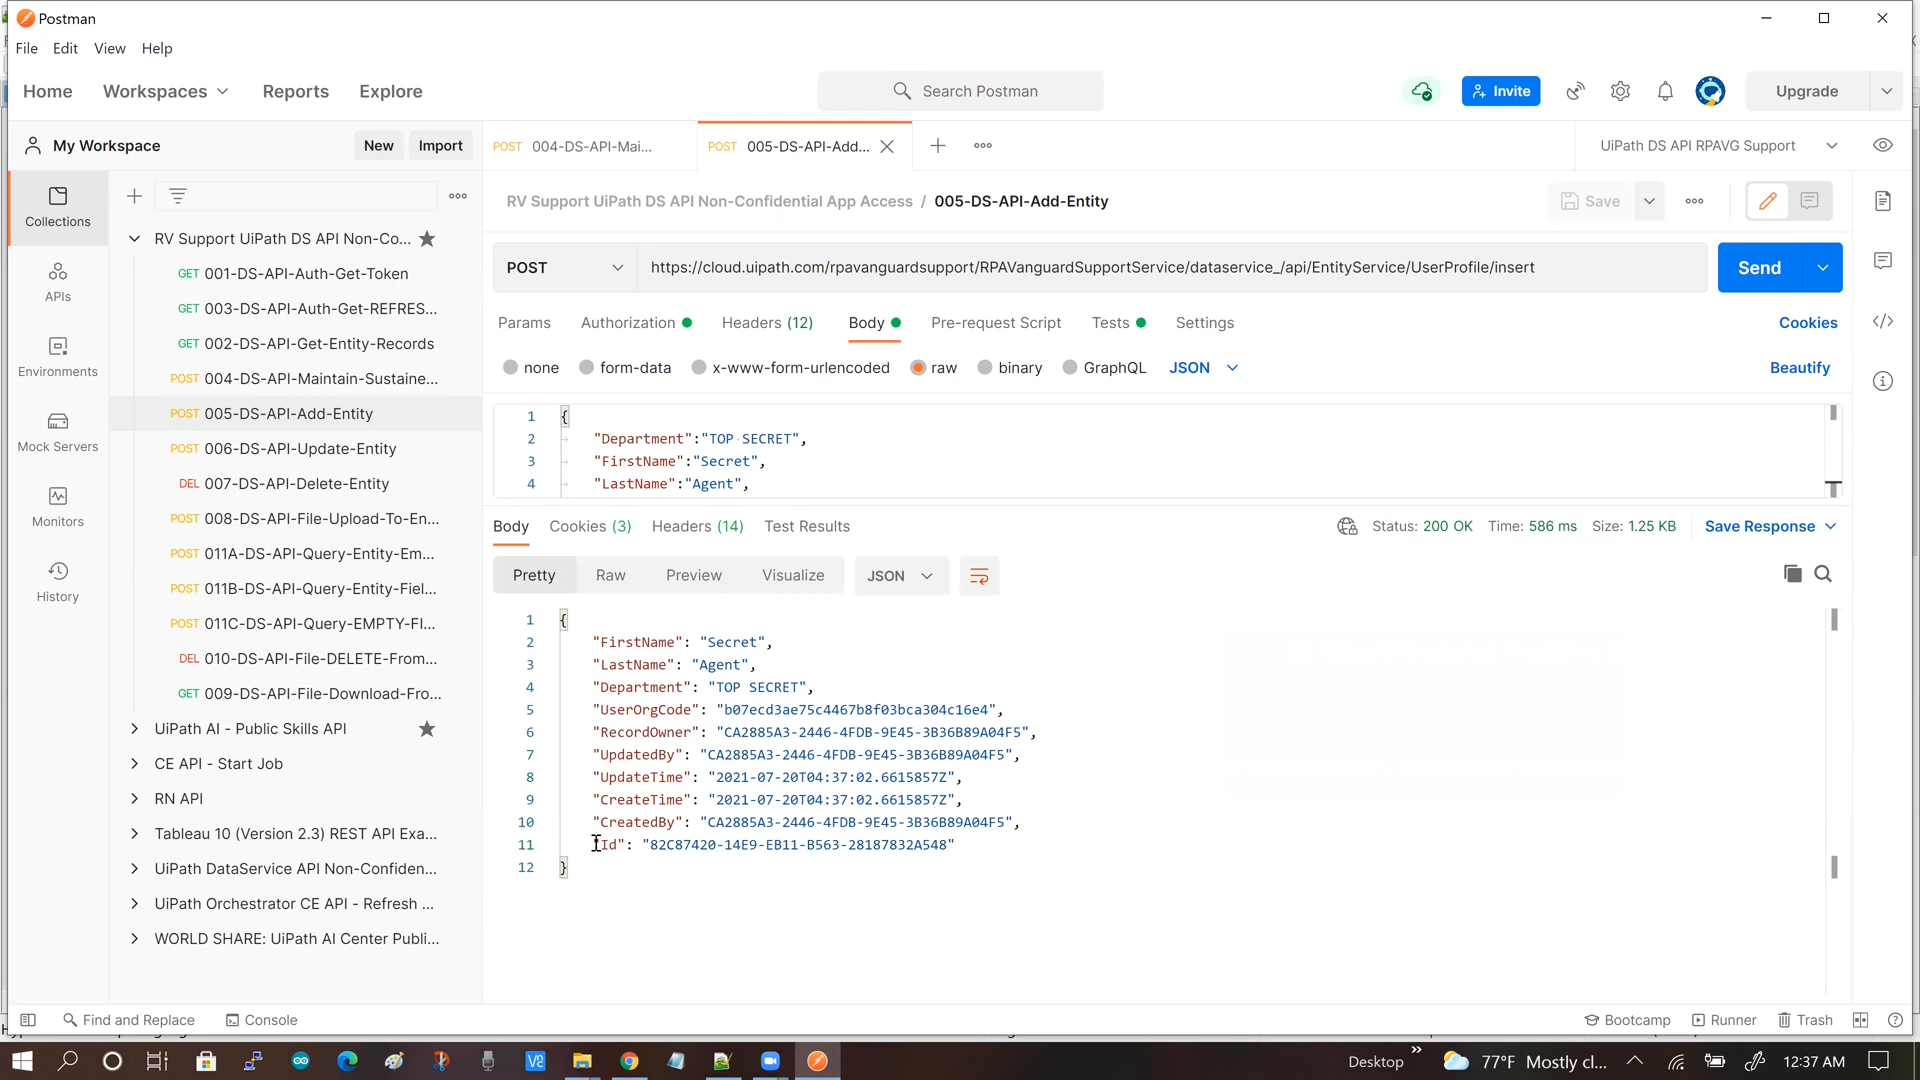 Postman
File Edit View Help
Home Workspaces Reports Explore
Search Postman
Invite
Upgrade
My Workspace
New Import
POST 004-DS-API-Mai...
POST 005-DS-API-Add...
UiPath DS API RPAVG Support
Collections
APIs
Environments
Mock Servers
Monitors
History
RV Support UiPath DS API Non-Co...
GET 001-DS-API-Auth-Get-Token
GET 003-DS-API-Auth-Get-REFRES...
GET 002-DS-API-Get-Entity-Records
POST 004-DS-API-Maintain-Sustaine...
POST 005-DS-API-Add-Entity
POST 006-DS-API-Update-Entity
DEL 007-DS-API-Delete-Entity
POST 008-DS-API-File-Upload-To-En...
POST 011A-DS-API-Query-Entity-Em...
POST 011B-DS-API-Query-Entity-Fiel...
POST 011C-DS-API-Query-EMPTY-FI...
DEL 010-DS-API-File-DELETE-From...
GET 009-DS-API-File-Download-Fro...
UiPath AI - Public Skills API
CE API - Start Job
RN API
Tableau 10 (Version 2.3) REST API Exa...
UiPath DataService API Non-Confiden...
UiPath Orchestrator CE API - Refresh ...
WORLD SHARE: UiPath AI Center Publi...
RV Support UiPath DS API Non-Confidential App Access / 005-DS-API-Add-Entity
Save
POST https://cloud.uipath.com/rpavanguardsupport/RPAVanguardSupportService/dataservice_/api/EntityService/UserProfile/insert
Send
Params Authorization Headers (12) Body Pre-request Script Tests Settings
Cookies
none form-data x-www-form-urlencoded raw binary GraphQL JSON
Beautify
1 {
2 "Department":"TOP SECRET",
3 "FirstName":"Secret",
4 "LastName":"Agent",
Body Cookies (3) Headers (14) Test Results
Status: 200 OK Time: 586 ms Size: 1.25 KB Save Response
Pretty Raw Preview Visualize JSON
1 {
2 "FirstName": "Secret",
3 "LastName": "Agent",
4 "Department": "TOP SECRET",
5 "UserOrgCode": "b07ecd3ae75c4467b8f03bca304c16e4",
6 "RecordOwner": "CA2885A3-2446-4FDB-9E45-3B36B89A04F5",
7 "UpdatedBy": "CA2885A3-2446-4FDB-9E45-3B36B89A04F5",
8 "UpdateTime": "2021-07-20T04:37:02.6615857Z",
9 "CreateTime": "2021-07-20T04:37:02.6615857Z",
10 "CreatedBy": "CA2885A3-2446-4FDB-9E45-3B36B89A04F5",
11 "Id": "82C87420-14E9-EB11-B563-28187832A548"
12 }
Find and Replace Console
Bootcamp Runner Trash
Desktop
77°F Mostly cl...
12:37 AM